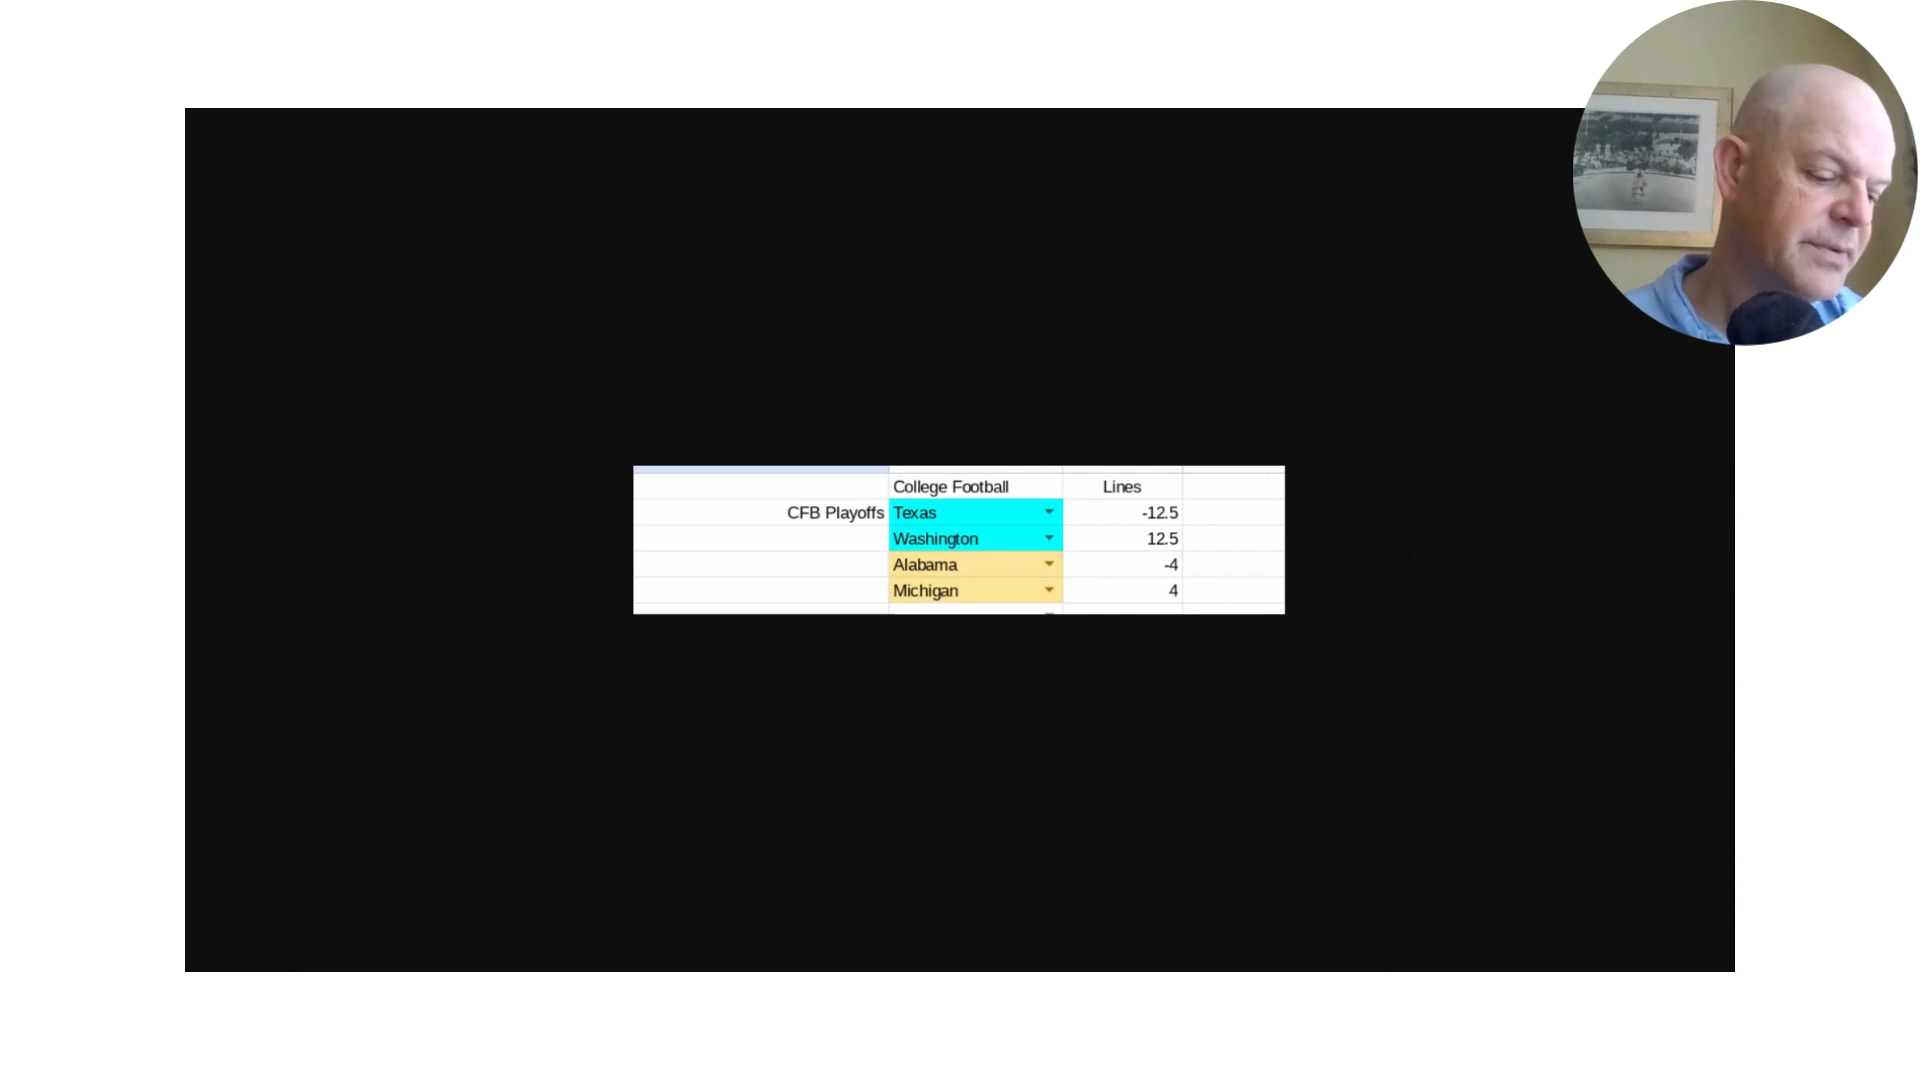 College Football Lines
CFB Playoffs Texas -12.5
Washington 12.5
Alabama -4
Michigan 4